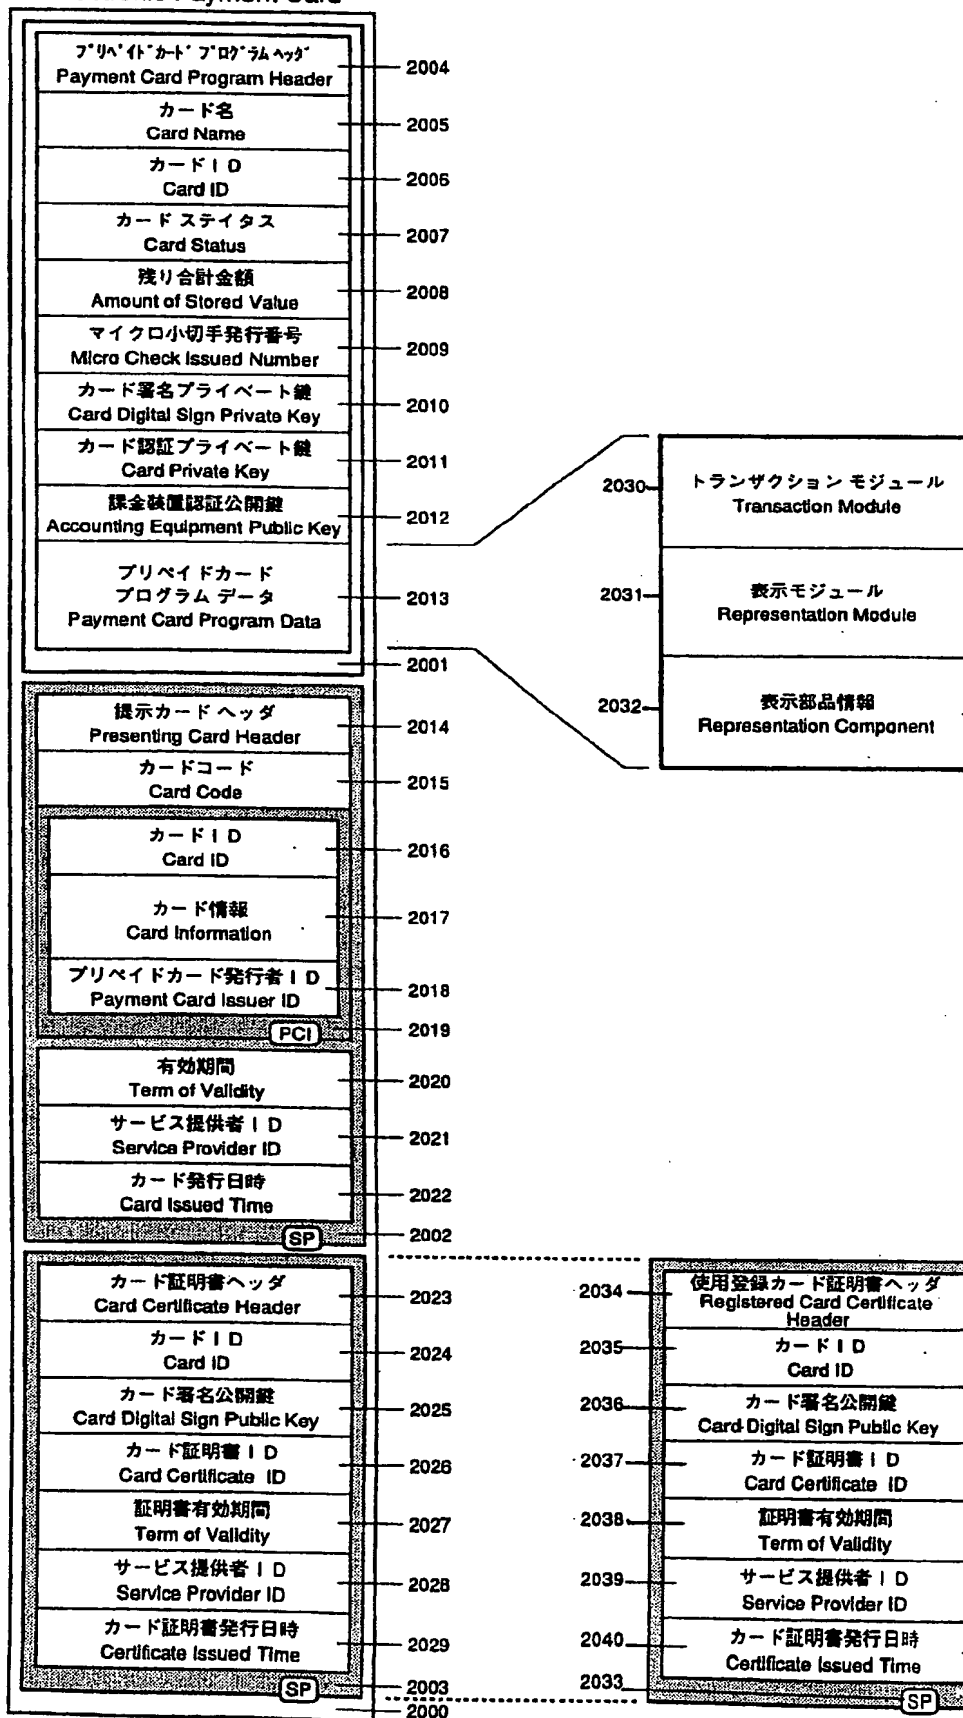 Payment Card
プリペイドカード プログラムヘッダ
Payment Card Program Header
2004
カード名
Card Name
2005
カードID
Card ID
2006
カード ステイタス
Card Status
2007
残り合計金額
Amount of Stored Value
2008
マイクロ小切手発行番号
Micro Check Issued Number
2009
カード署名プライベート鍵
Card Digital Sign Private Key
2010
カード認証プライベート鍵
Card Private Key
2011
課金装置認証公開鍵
Accounting Equipment Public Key
2012
プリペイドカード
プログラム データ
Payment Card Program Data
2013
2001
2030
トランザクション モジュール
Transaction Module
2031
表示モジュール
Representation Module
2032
表示部品情報
Representation Component
提示カード ヘッダ
Presenting Card Header
2014
カードコード
Card Code
2015
カードID
Card ID
2016
カード情報
Card Information
2017
プリペイドカード発行者ID
Payment Card Issuer ID
2018
PCI
2019
有効期間
Term of Validity
2020
サービス提供者ID
Service Provider ID
2021
カード発行日時
Card Issued Time
2022
SP
2002
カード証明書ヘッダ
Card Certificate Header
2023
カードID
Card ID
2024
カード署名公開鍵
Card Digital Sign Public Key
2025
カード証明書ID
Card Certificate ID
2026
証明書有効期間
Term of Validity
2027
サービス提供者ID
Service Provider ID
2028
カード証明書発行日時
Certificate Issued Time
2029
SP
2003
2000
2034
使用登録カード証明書ヘッダ
Registered Card Certificate
Header
2035
カードID
Card ID
2036
カード署名公開鍵
Card Digital Sign Public Key
2037
カード証明書ID
Card Certificate ID
2038
証明書有効期間
Term of Validity
2039
サービス提供者ID
Service Provider ID
2040
カード証明書発行日時
Certificate Issued Time
2033
SP